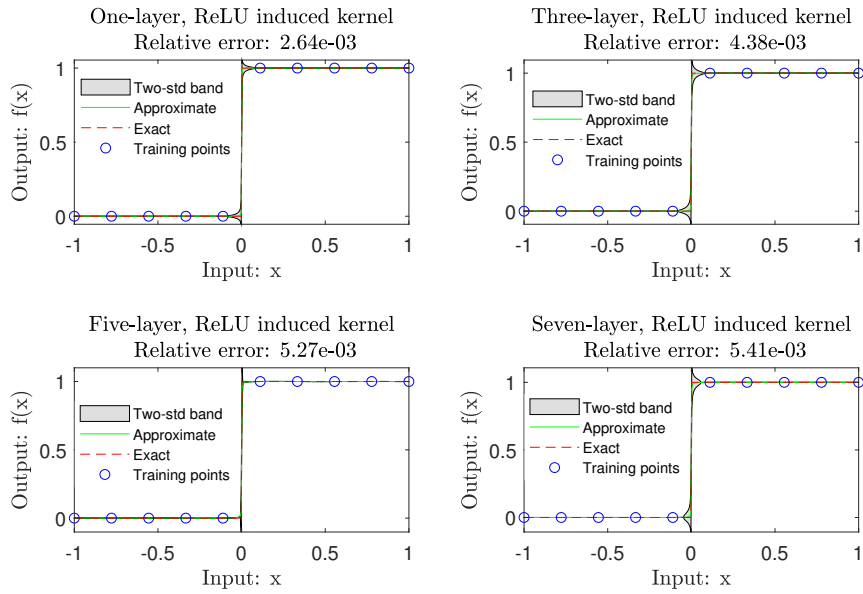 One-layer, ReLU induced kernel
Relative error: 2.64e-03
Output: f(x)
1
0.5
0
Two-std band
Approximate
Exact
Training points
-1
-0.5
0
0.5
1
Input: x
Three-layer, ReLU induced kernel
Relative error: 4.38e-03
Output: f(x)
1
0.5
0
Two-std band
Approximate
Exact
Training points
-1
-0.5
0
0.5
1
Input: x
Five-layer, ReLU induced kernel
Relative error: 5.27e-03
Output: f(x)
1
0.5
0
Two-std band
Approximate
Exact
Training points
-1
-0.5
0
0.5
1
Input: x
Seven-layer, ReLU induced kernel
Relative error: 5.41e-03
Output: f(x)
1
0.5
0
Two-std band
Approximate
Exact
Training points
-1
-0.5
0
0.5
1
Input: x